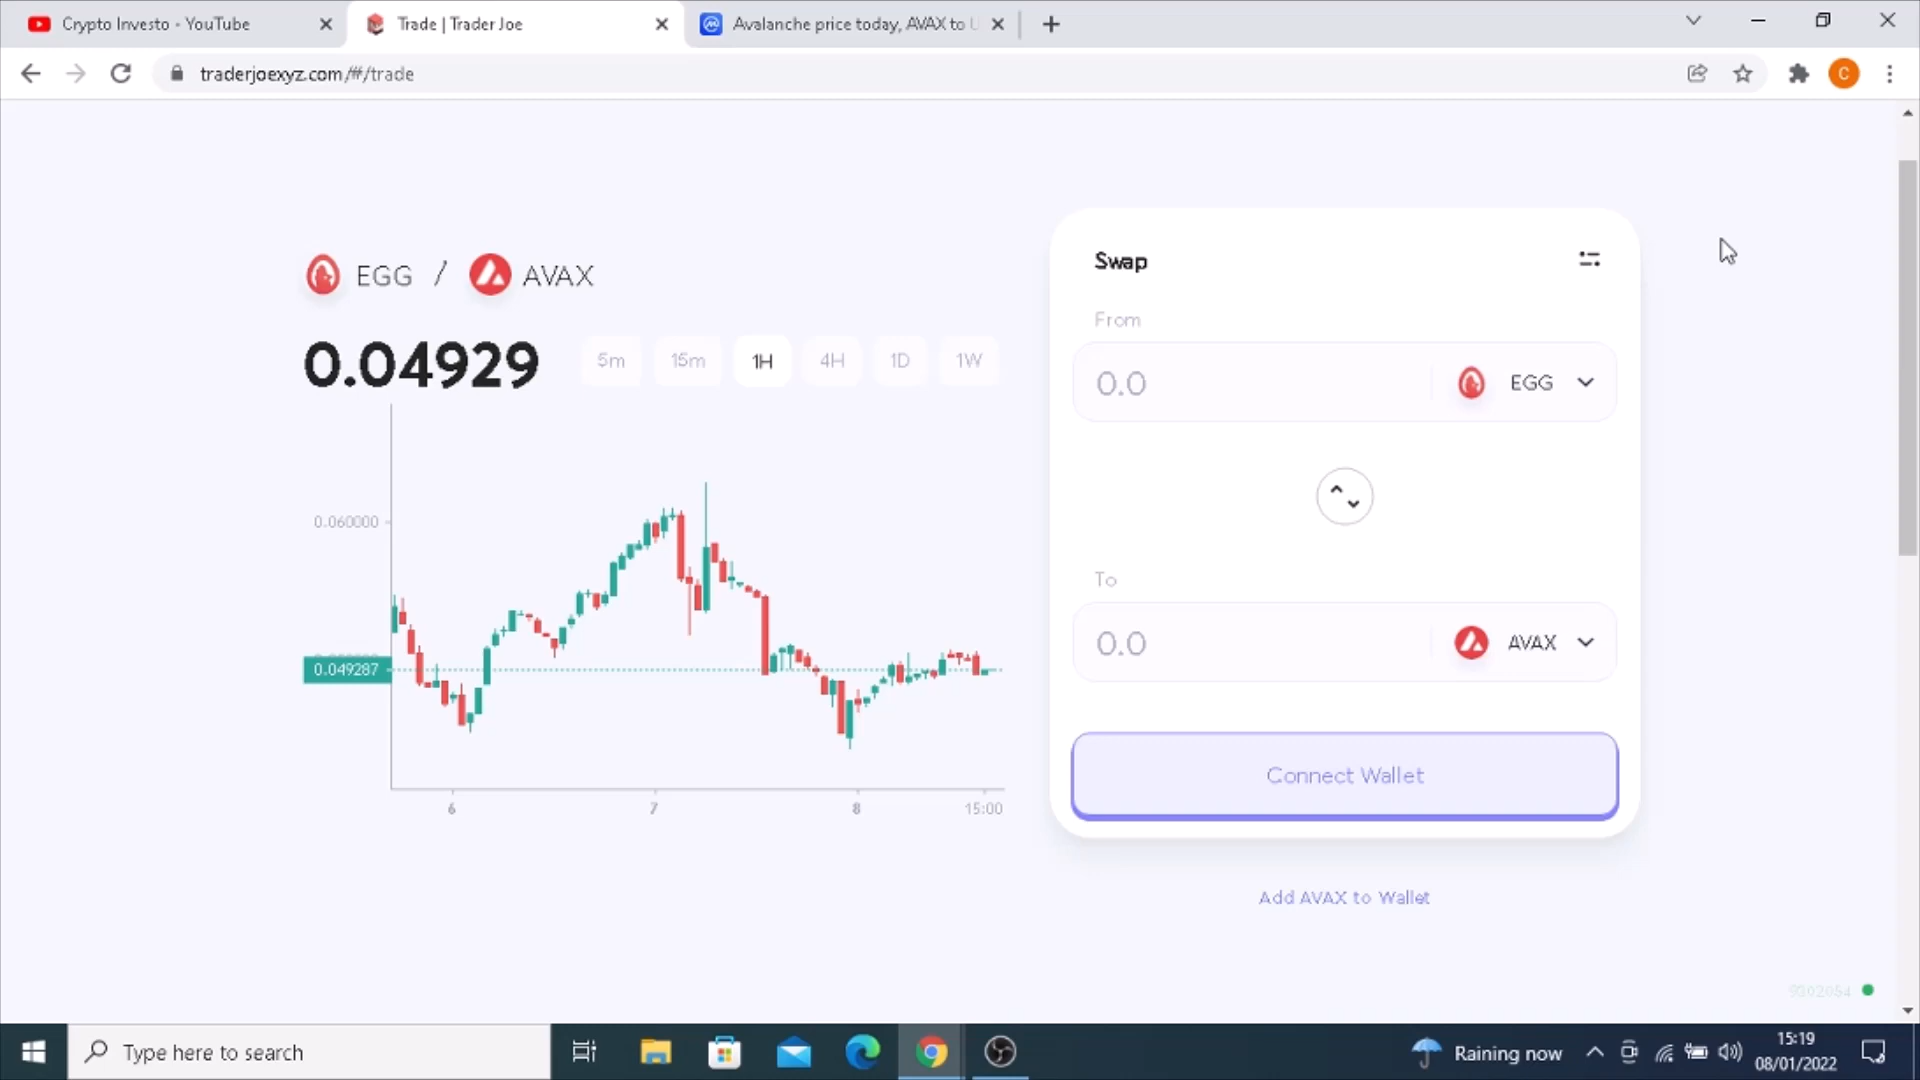 Crypto Investo - YouTube
Trade | Trader Joe
Avalanche price today, AVAX to
traderjoexyz.com/#/trade
C
EGG / AVAX
0.04929
5m 15m 1H 4H 1D 1W
0.060000
0.049287
6 7 8 15:00
Swap
From
0.0 EGG
To
0.0 AVAX
Connect Wallet
Add AVAX to Wallet
9302054
Type here to search
Raining now
15:19
08/01/2022